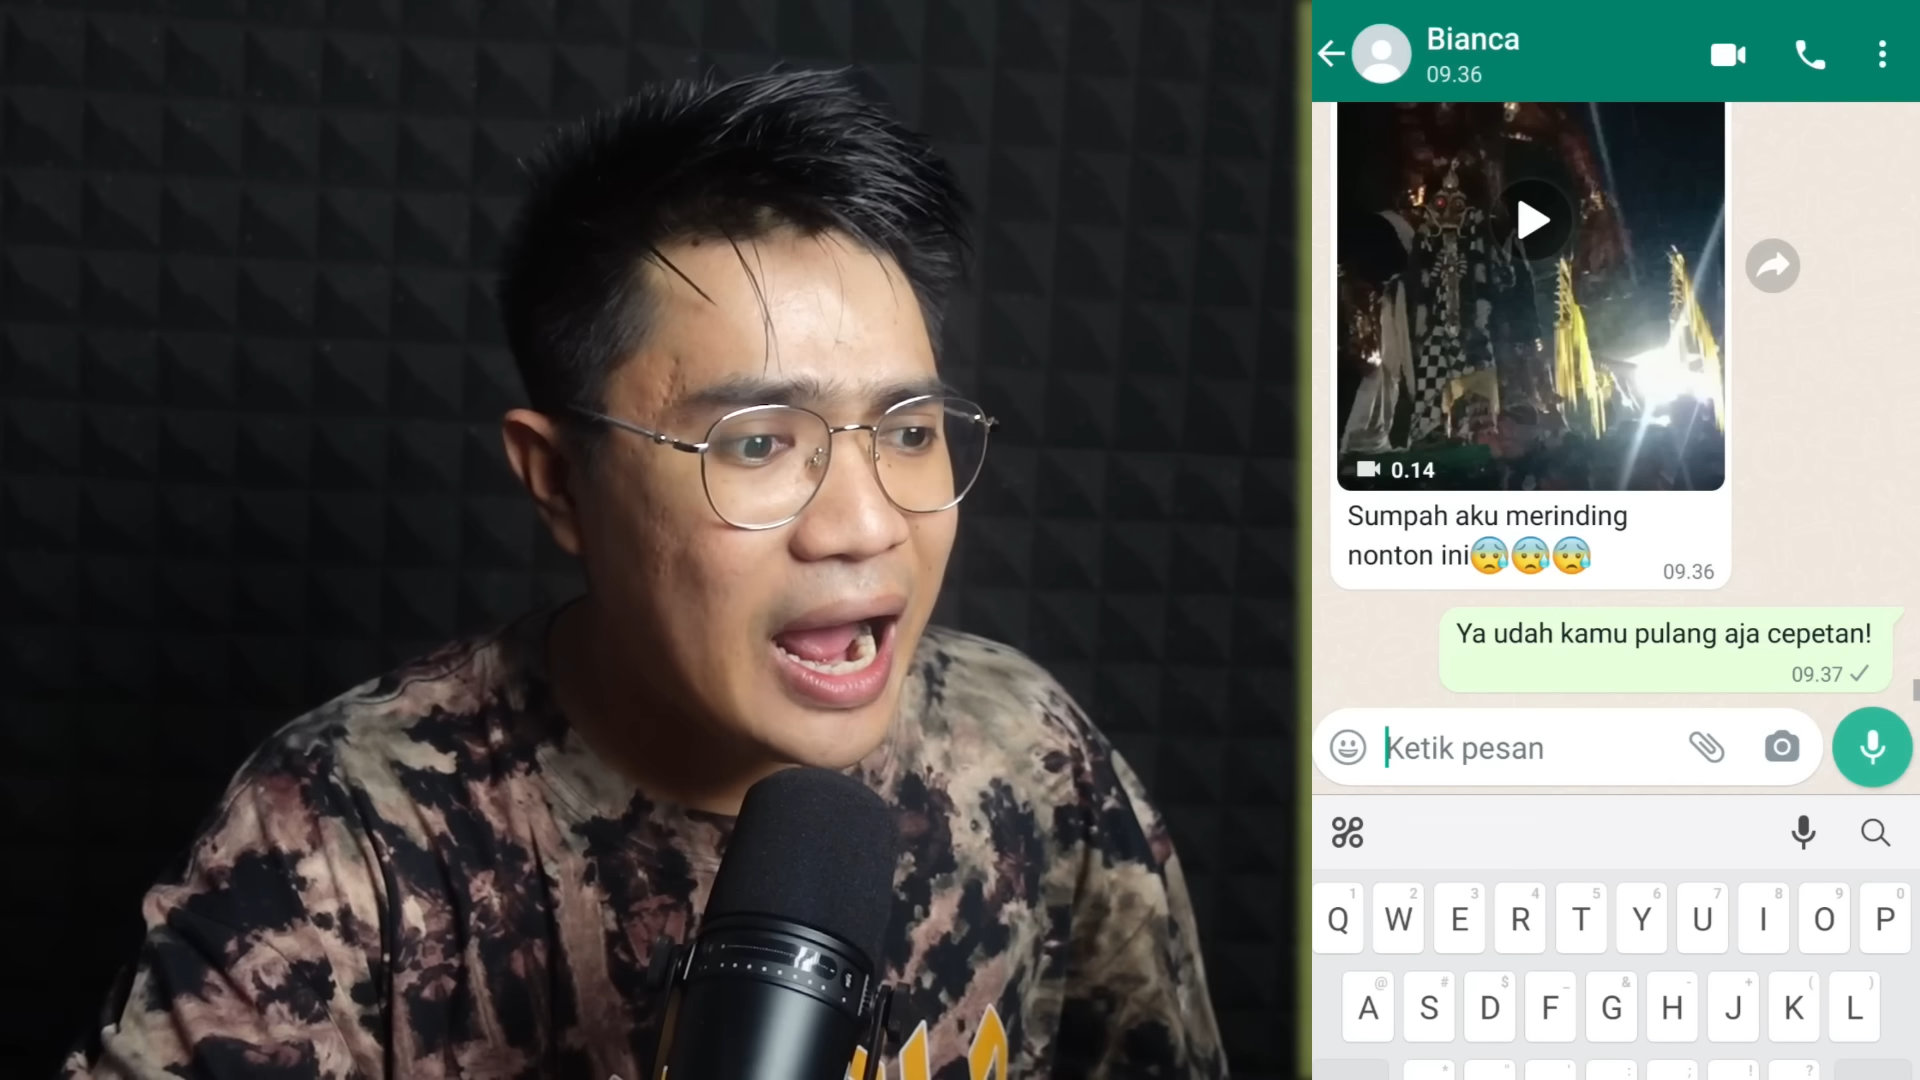 Bianca
09.36
0.14
Sumpah aku merinding
nonton ini😰😰😰
09.36
Ya udah kamu pulang aja cepetan!
09.37
Ketik pesan
1 2 3 4 5 6 7 8 9 0
Q W E R T Y U I O P
@ # $ _ & - + ( )
A S D F G H J K L
* " ' : ; ! ?